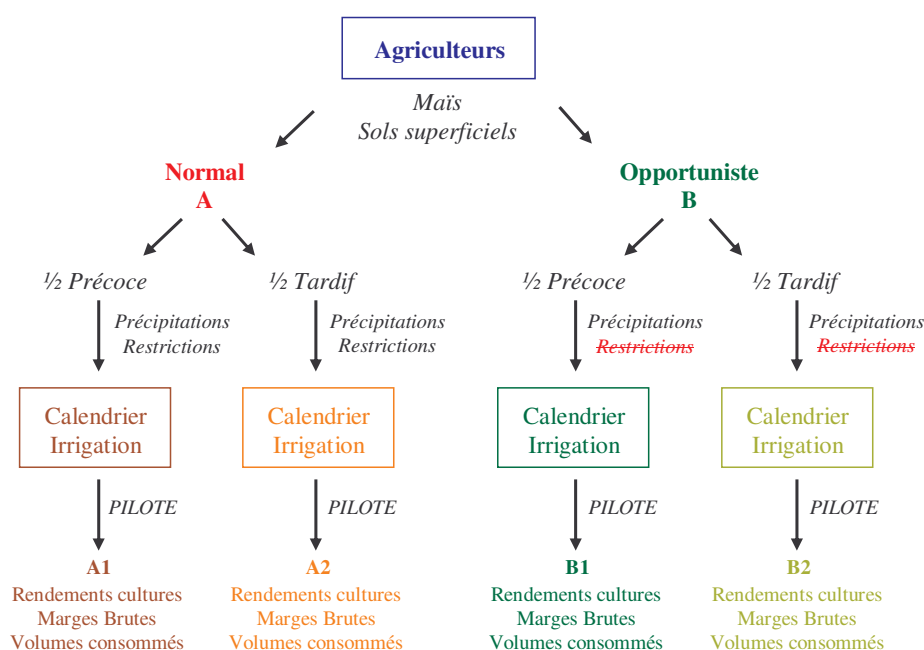 Agriculteurs
Maïs
Sols superficiels
Normal
A
Opportuniste
B
½ Précoce
½ Tardif
½ Précoce
½ Tardif
Précipitations
Restrictions
Précipitations
Restrictions
Précipitations
Restrictions
Précipitations
Restrictions
Calendrier
Irrigation
Calendrier
Irrigation
Calendrier
Irrigation
Calendrier
Irrigation
PILOTE
PILOTE
PILOTE
PILOTE
A1
Rendements cultures
Marges Brutes
Volumes consommés
A2
Rendements cultures
Marges Brutes
Volumes consommés
B1
Rendements cultures
Marges Brutes
Volumes consommés
B2
Rendements cultures
Marges Brutes
Volumes consommés